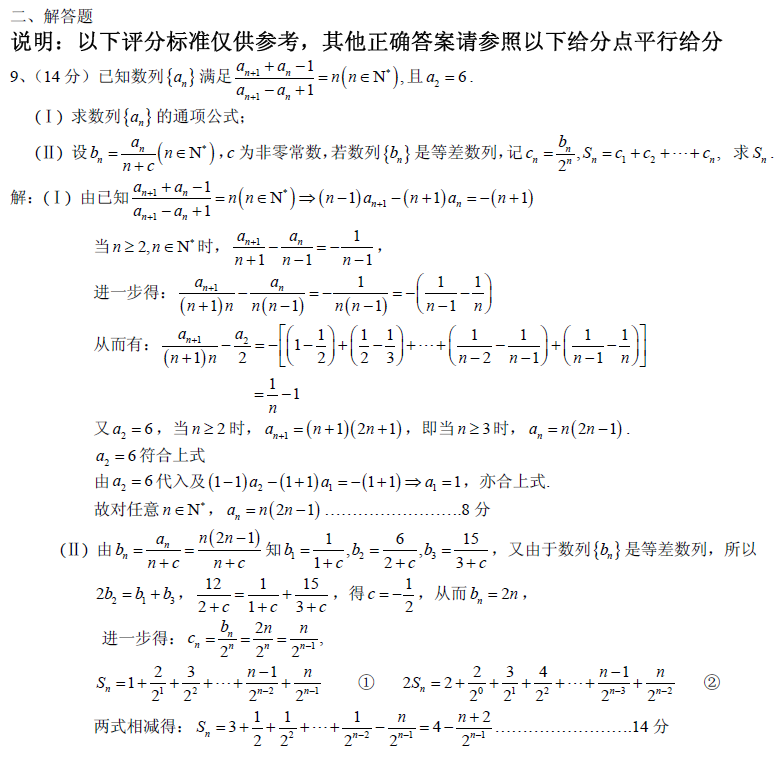 二、解答题
说明：以下评分标准仅供参考，其他正确答案请参照以下给分点平行给分
9、（14 分）已知数列 $\{a_n\}$ 满足 $\frac{a_{n+1}+a_n-1}{a_{n+1}-a_n+1}=n(n\in \mathrm{N}^*)$, 且 $a_2=6$ .
（Ⅰ）求数列 $\{a_n\}$ 的通项公式;
（Ⅱ）设 $b_n=\frac{a_n}{n+c}(n\in \mathrm{N}^*)$ , $c$ 为非零常数, 若数列 $\{b_n\}$ 是等差数列, 记 $c_n=\frac{b_n}{2^n}, S_n=c_1+c_2+\cdots+c_n$, 求 $S_n$ .
解：（Ⅰ）由已知 $\frac{a_{n+1}+a_n-1}{a_{n+1}-a_n+1}=n(n\in \mathrm{N}^*)\Rightarrow (n-1)a_{n+1}-(n+1)a_n=-(n+1)$
当 $n\ge 2, n\in \mathrm{N}^*$ 时，$\frac{a_{n+1}}{n+1}-\frac{a_n}{n-1}=-\frac{1}{n-1}$，
进一步得：$\frac{a_{n+1}}{(n+1)n}-\frac{a_n}{n(n-1)}=-\frac{1}{n(n-1)}=-\left(\frac{1}{n-1}-\frac{1}{n}\right)$
从而有：$\frac{a_{n+1}}{(n+1)n}-\frac{a_2}{2}=-\left[\left(1-\frac{1}{2}\right)+\left(\frac{1}{2}-\frac{1}{3}\right)+\cdots+\left(\frac{1}{n-2}-\frac{1}{n-1}\right)+\left(\frac{1}{n-1}-\frac{1}{n}\right)\right]$
$=\frac{1}{n}-1$
又 $a_2=6$，当 $n\ge 2$ 时，$a_{n+1}=(n+1)(2n+1)$，即当 $n\ge 3$ 时，$a_n=n(2n-1)$ .
$a_2=6$ 符合上式
由 $a_2=6$ 代入及 $(1-1)a_2-(1+1)a_1=-(1+1)\Rightarrow a_1=1$，亦合上式.
故对任意 $n\in \mathrm{N}^*$，$a_n=n(2n-1)$ ……………………8 分
（Ⅱ）由 $b_n=\frac{a_n}{n+c}=\frac{n(2n-1)}{n+c}$ 知 $b_1=\frac{1}{1+c}, b_2=\frac{6}{2+c}, b_3=\frac{15}{3+c}$，又由于数列 $\{b_n\}$ 是等差数列，所以
$2b_2=b_1+b_3$，$\frac{12}{2+c}=\frac{1}{1+c}+\frac{15}{3+c}$，得 $c=-\frac{1}{2}$，从而 $b_n=2n$，
进一步得：$c_n=\frac{b_n}{2^n}=\frac{2n}{2^n}=\frac{n}{2^{n-1}}$,
$S_n=1+\frac{2}{2^1}+\frac{3}{2^2}+\cdots+\frac{n-1}{2^{n-2}}+\frac{n}{2^{n-1}}$ ① $2S_n=2+\frac{2}{2^0}+\frac{3}{2^1}+\frac{4}{2^2}+\cdots+\frac{n-1}{2^{n-3}}+\frac{n}{2^{n-2}}$ ②
两式相减得：$S_n=3+\frac{1}{2}+\frac{1}{2^2}+\cdots+\frac{1}{2^{n-2}}-\frac{n}{2^{n-1}}=4-\frac{n+2}{2^{n-1}}$ ……………………14 分